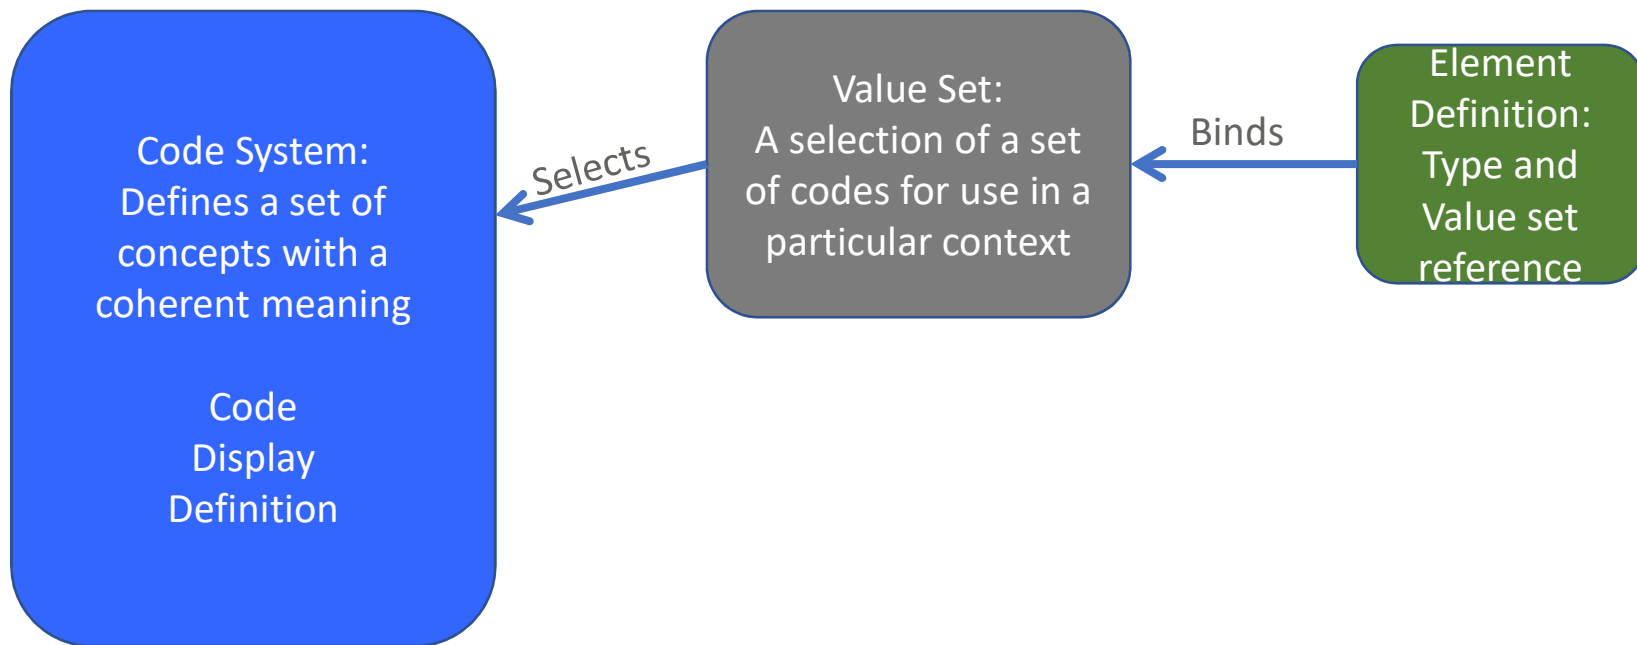 Code System:
Defines a set of
concepts with a
coherent meaning
Code
Display
Definition
Selects
Value Set:
A selection of a set
of codes for use in a
particular context
Binds
Element
Definition:
Type and
Value set
reference